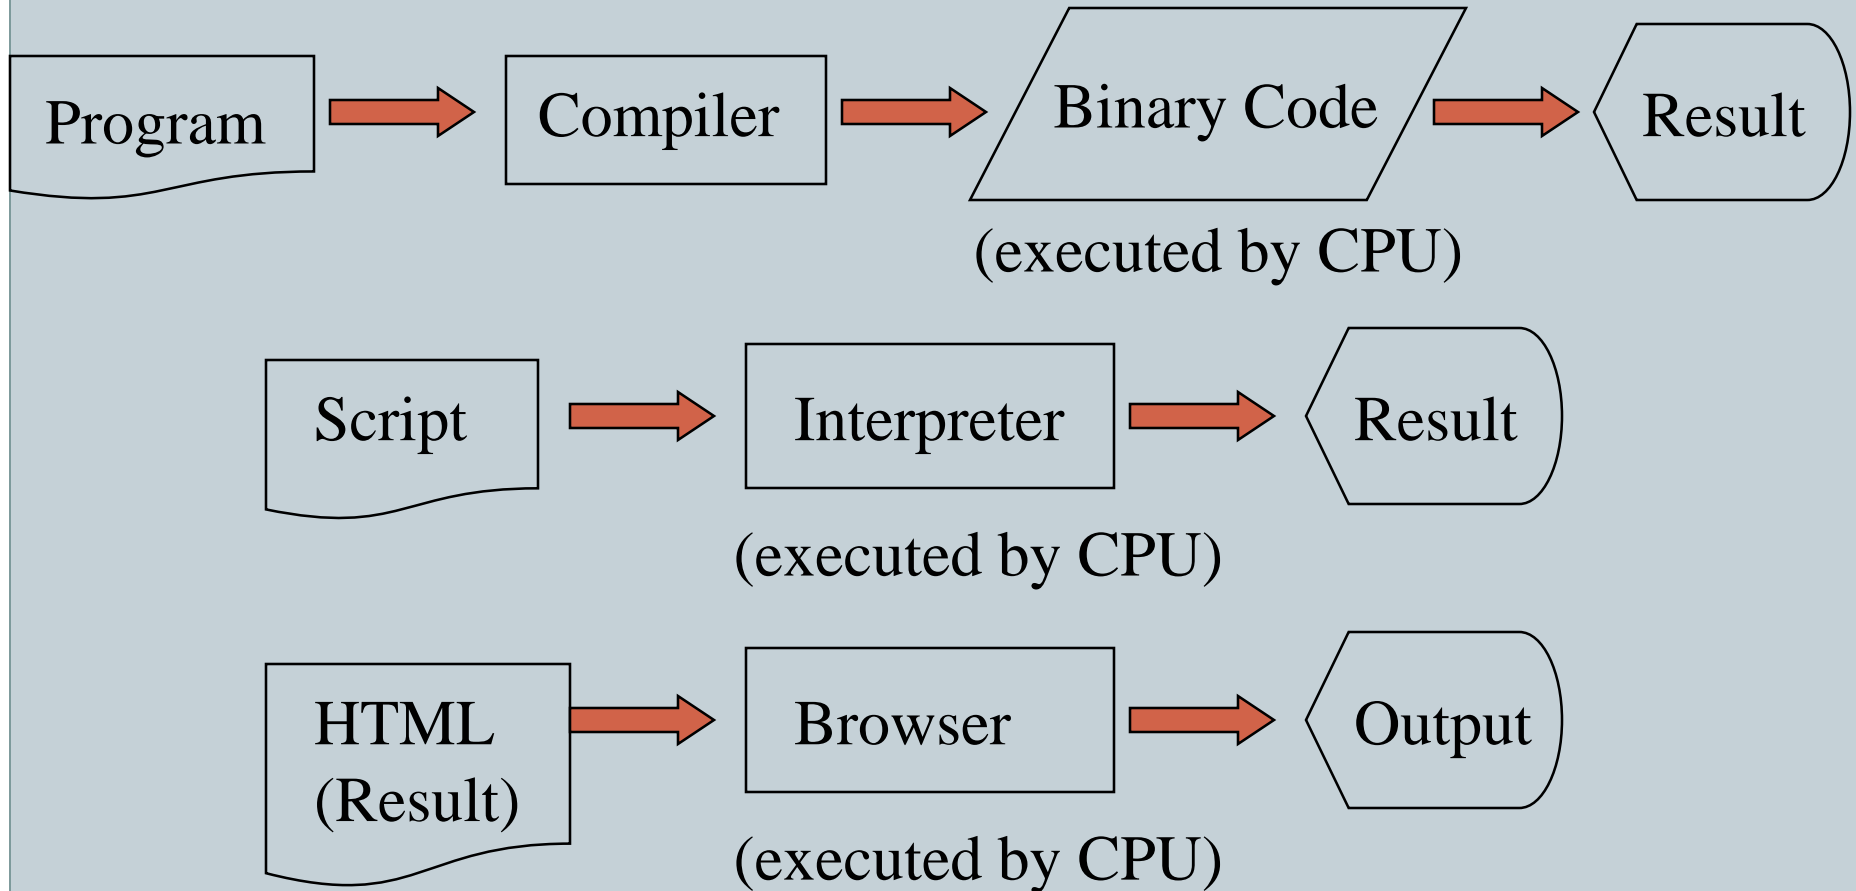 Program
Compiler
Binary Code
Result
(executed by CPU)
Script
Interpreter
Result
(executed by CPU)
HTML
(Result)
Browser
Output
(executed by CPU)